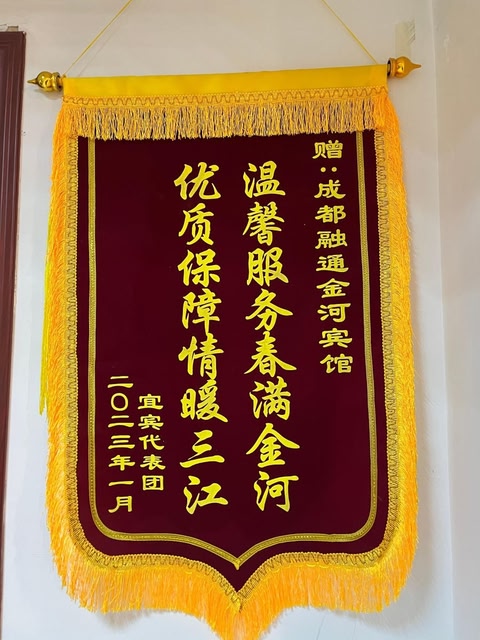 赠:成都融通金河宾馆
温馨服务春满金河
优质保障情暖三江
宜宾代表团
二〇二三年一月